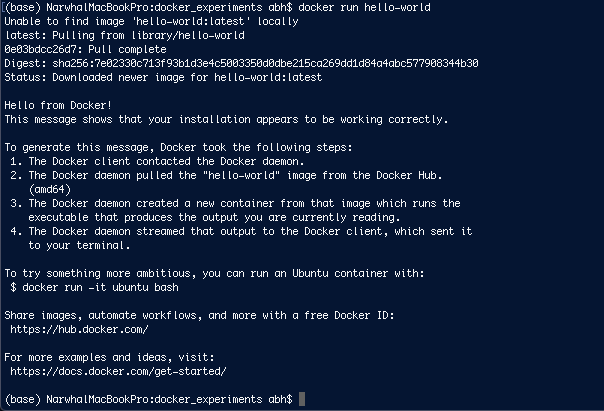 (base) NarwhalMacBookPro:docker_experiments abh$ docker run hello-world
Unable to find image 'hello-world:latest' locally
latest: Pulling from library/hello-world
0e03bdcc26d7: Pull complete
Digest: sha256:7e02330c713f93b1d3e4c5003350d0dbe215ca269dd1d84a4abc577908344b30
Status: Downloaded newer image for hello-world:latest

Hello from Docker!
This message shows that your installation appears to be working correctly.

To generate this message, Docker took the following steps:
 1. The Docker client contacted the Docker daemon.
 2. The Docker daemon pulled the "hello-world" image from the Docker Hub.
    (amd64)
 3. The Docker daemon created a new container from that image which runs the
    executable that produces the output you are currently reading.
 4. The Docker daemon streamed that output to the Docker client, which sent it
    to your terminal.

To try something more ambitious, you can run an Ubuntu container with:
 $ docker run -it ubuntu bash

Share images, automate workflows, and more with a free Docker ID:
 https://hub.docker.com/

For more examples and ideas, visit:
 https://docs.docker.com/get-started/

(base) NarwhalMacBookPro:docker_experiments abh$